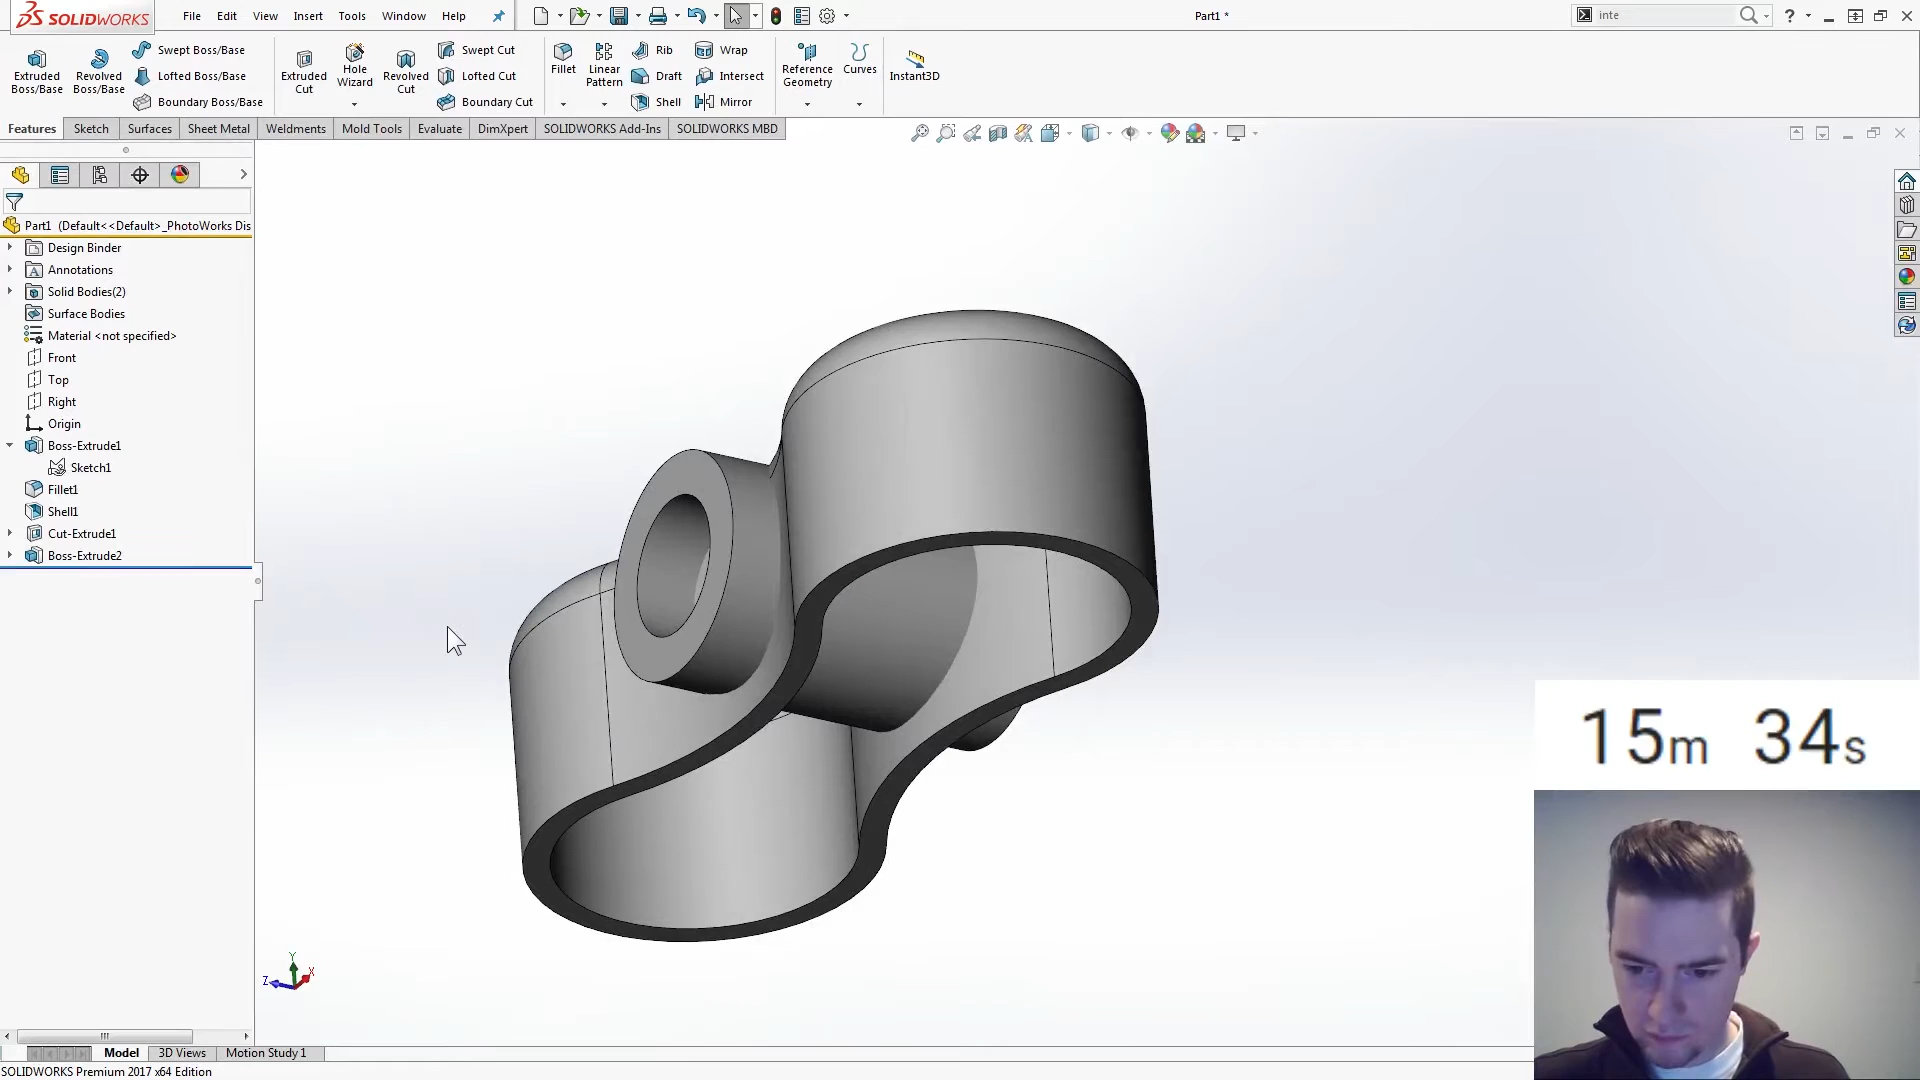 SOLIDWORKS File Edit View Insert Tools Window Help Part1 * inte ?
Extruded Boss/Base
Revolved Boss/Base
Swept Boss/Base
Lofted Boss/Base
Boundary Boss/Base
Extruded Cut
Hole Wizard
Revolved Cut
Swept Cut
Lofted Cut
Boundary Cut
Fillet
Linear Pattern
Rib
Draft
Shell
Wrap
Intersect
Mirror
Reference Geometry
Curves
Instant3D
Features Sketch Surfaces Sheet Metal Weldments Mold Tools Evaluate DimXpert SOLIDWORKS Add-Ins SOLIDWORKS MBD
Part1 (Default<<Default>_PhotoWorks Dis
Design Binder
Annotations
Solid Bodies(2)
Surface Bodies
Material <not specified>
Front
Top
Right
Origin
Boss-Extrude1
Sketch1
Fillet1
Shell1
Cut-Extrude1
Boss-Extrude2
Y
Z X
15m 34s
Model 3D Views Motion Study 1
SOLIDWORKS Premium 2017 x64 Edition